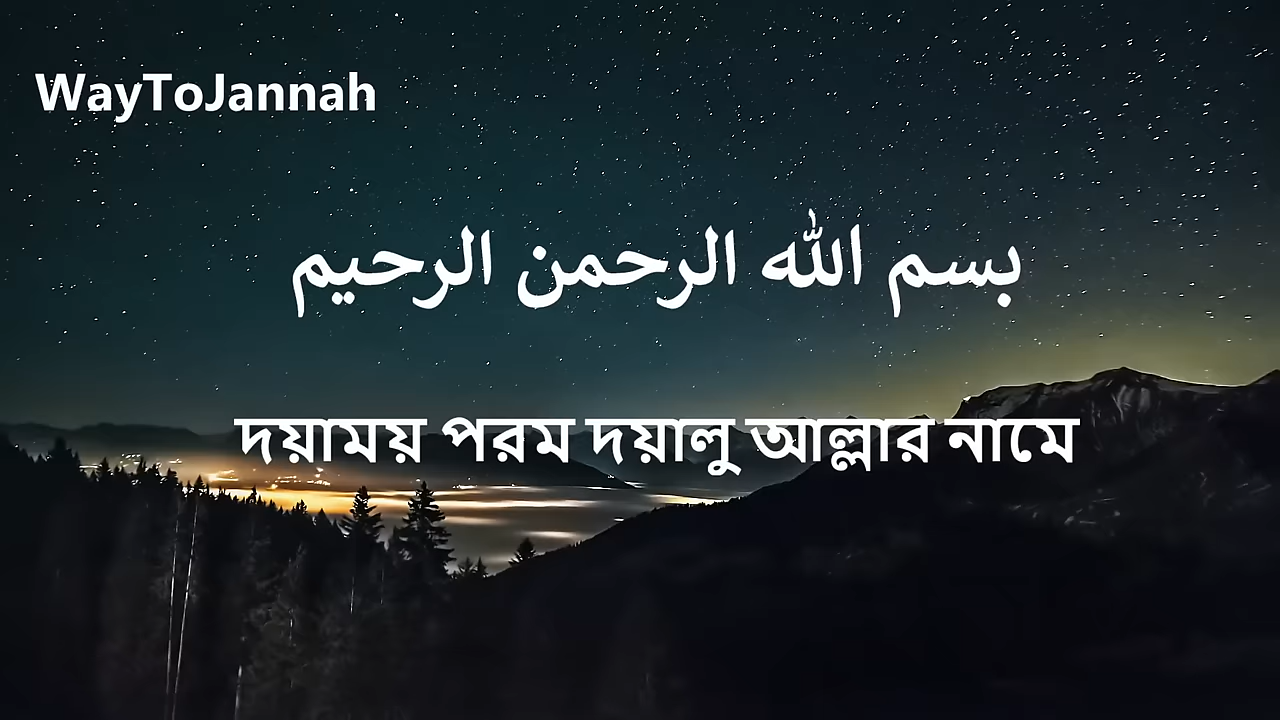 WayToJannah
بسم الله الرحمن الرحيم
দয়াময় পরম দয়ালু আল্লার নামে